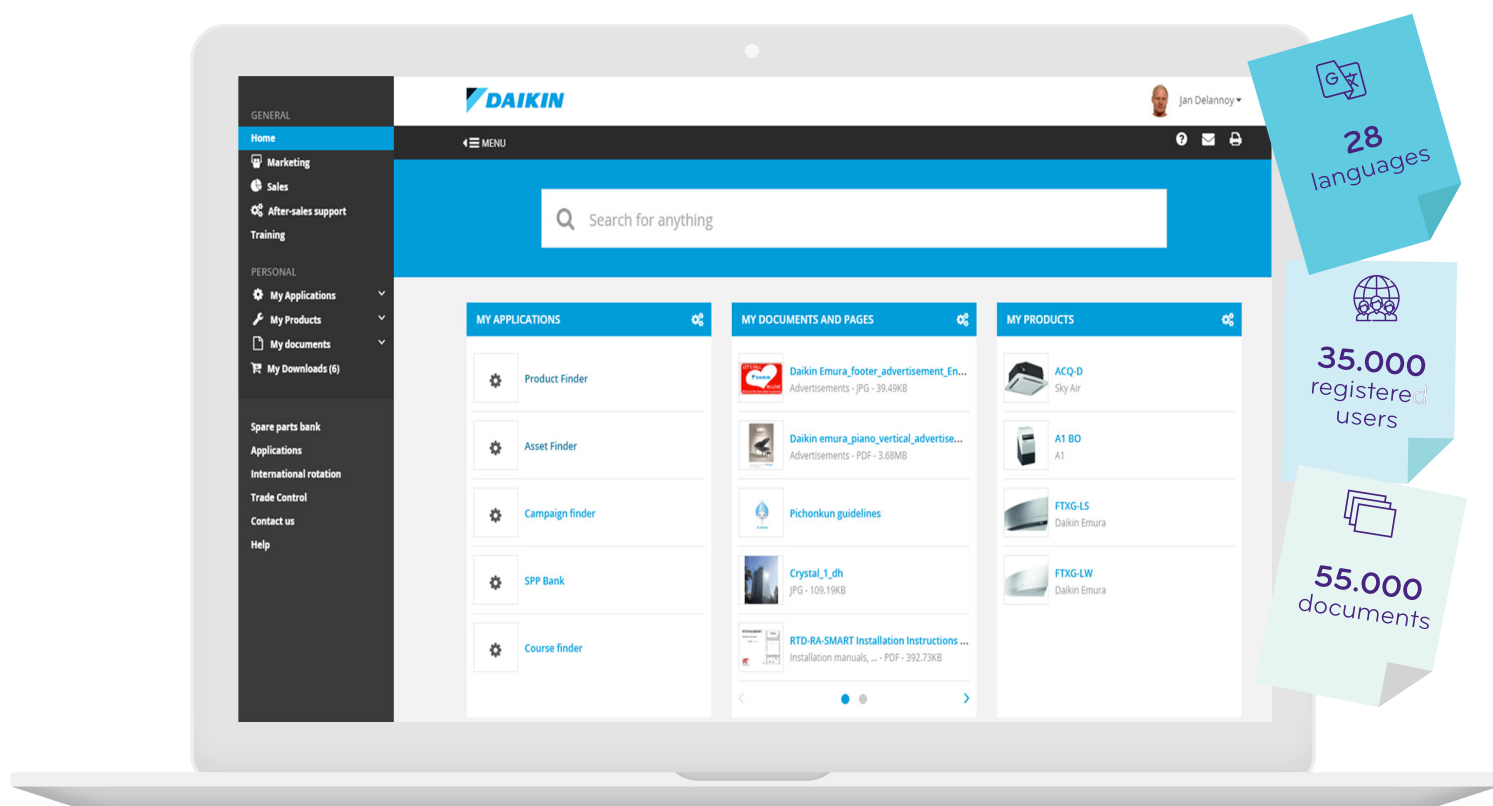 GENERAL
Home
Marketing
Sales
After-sales support
Training
PERSONAL
My Applications
My Products
My documents
My Downloads (6)
Spare parts bank
Applications
International rotation
Trade Control
Contact us
Help
DAIKIN
Jan Delannoy
MENU
Search for anything
MY APPLICATIONS
Product Finder
Asset Finder
Campaign finder
SPP Bank
Course finder
MY DOCUMENTS AND PAGES
Daikin Emura_footer_advertisement_En...
Advertisements - JPG - 39.49KB
Daikin emura_piano_vertical_advertise...
Advertisements - PDF - 3.68MB
Pichonkun guidelines
Crystal_1_dh
JPG - 109.19KB
RTD-RA-SMART Installation Instructions ...
Installation manuals, ... - PDF - 392.73KB
MY PRODUCTS
ACQ-D
Sky Air
A1 BO
A1
FTXG-LS
Daikin Emura
FTXG-LW
Daikin Emura
G
28
languages
35.000
registered
users
55.000
documents